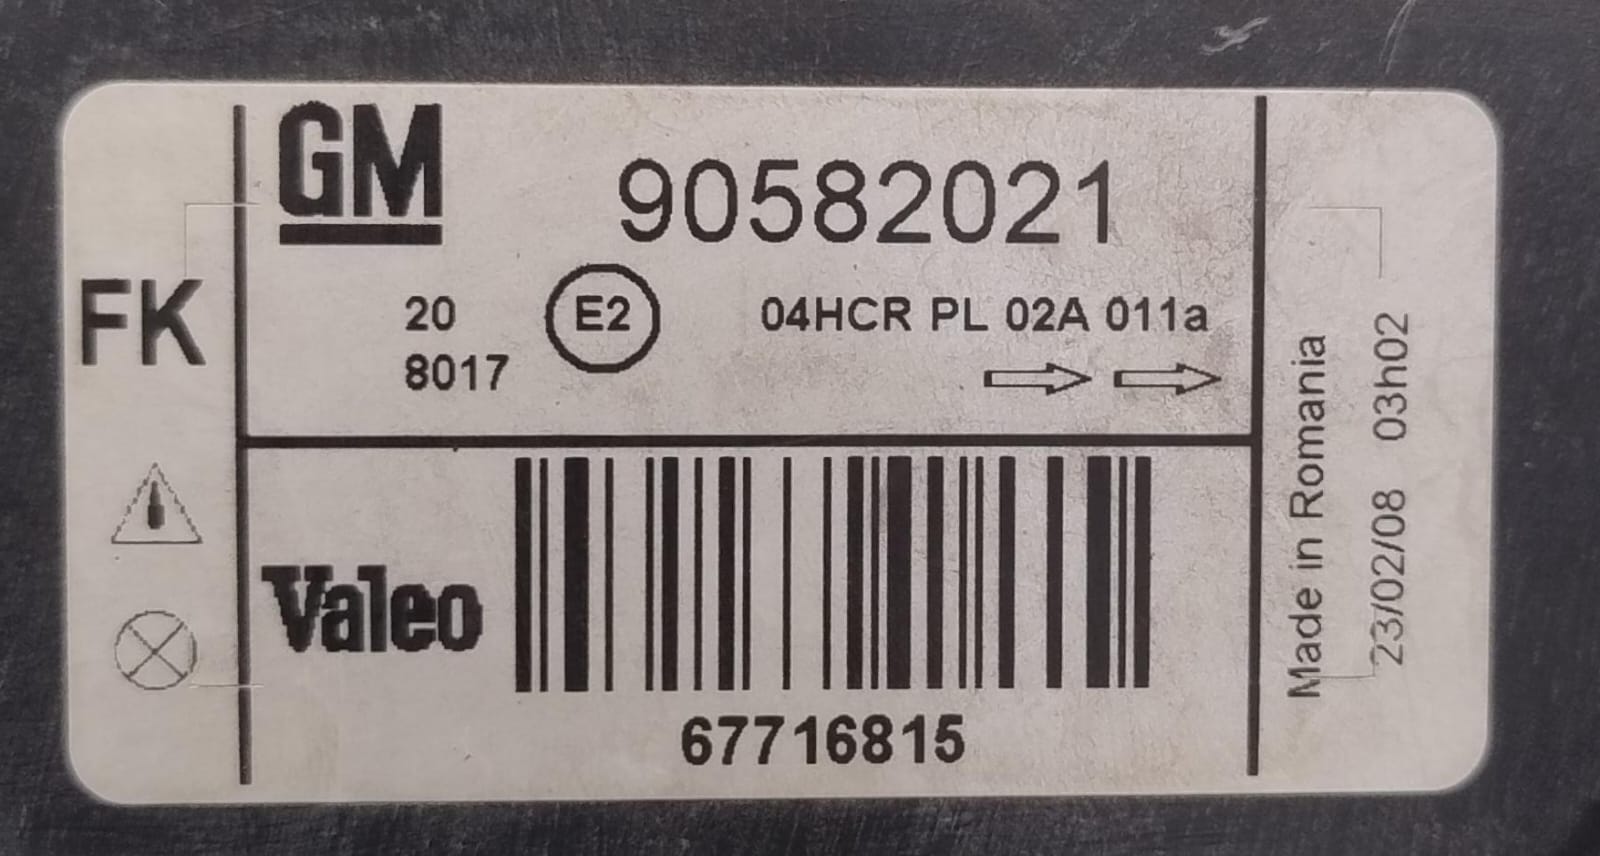 GM
90582021
FK
20
E2
04HCR PL 02A 011a
8017
Valeo
67716815
Made in Romania
23/02/08 03h02